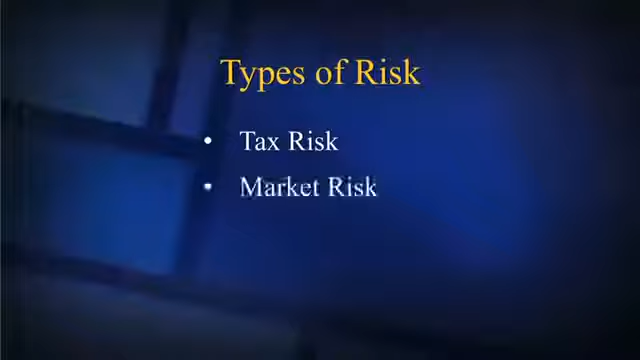 Types of Risk
• Tax Risk
• Market Risk